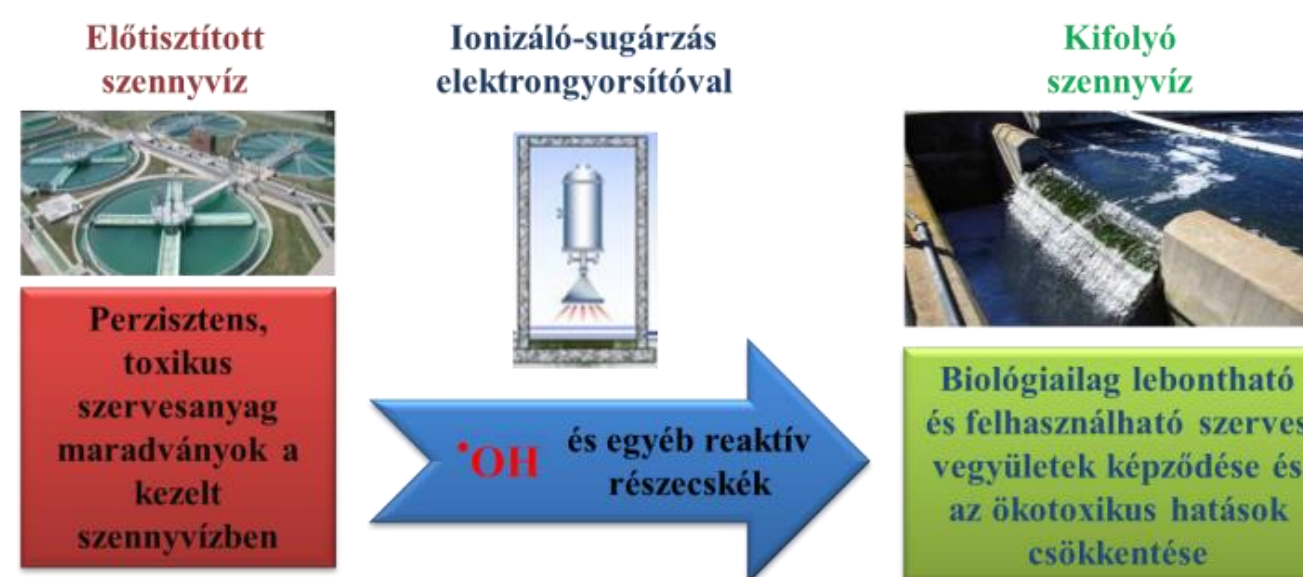 Előtisztított
szennyvíz
Ionizáló-sugárzás
elektrongyorsítóval
Kifolyó
szennyvíz
Perzisztens,
toxikus
szervesanyag
maradványok a
kezelt
szennyvízben
•OH és egyéb reaktív
részecskék
Biológiailag lebontható
és felhasználható szerves
vegyületek képződése és
az ökotoxikus hatások
csökkentése